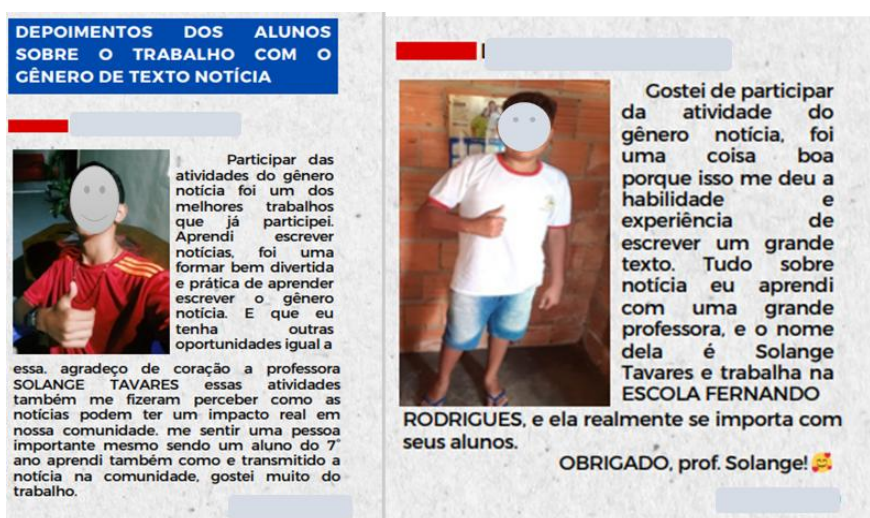 DEPOIMENTOS DOS ALUNOS
SOBRE O TRABALHO COM O
GÊNERO DE TEXTO NOTÍCIA
Participar das
atividades do gênero
notícia foi um dos
melhores trabalhos
que já participei.
Aprendi escrever
notícias, foi uma
formar bem divertida
e prática de aprender
escrever o gênero
notícia. E que eu
tenha outras
oportunidades igual a
essa. agradeço de coração a professora
SOLANGE TAVARES essas atividades
também me fizeram perceber como as
notícias podem ter um impacto real em
nossa comunidade. me sentir uma pessoa
importante mesmo sendo um aluno do 7°
ano aprendi também como e transmitido a
notícia na comunidade, gostei muito do
trabalho.
Gostei de participar
da atividade do
gênero notícia, foi
uma coisa boa
porque isso me deu a
habilidade e
experiência de
escrever um grande
texto. Tudo sobre
notícia eu aprendi
com uma grande
professora, e o nome
dela é Solange
Tavares e trabalha na
ESCOLA FERNANDO
RODRIGUES, e ela realmente se importa com
seus alunos.
OBRIGADO, prof. Solange! 🥰